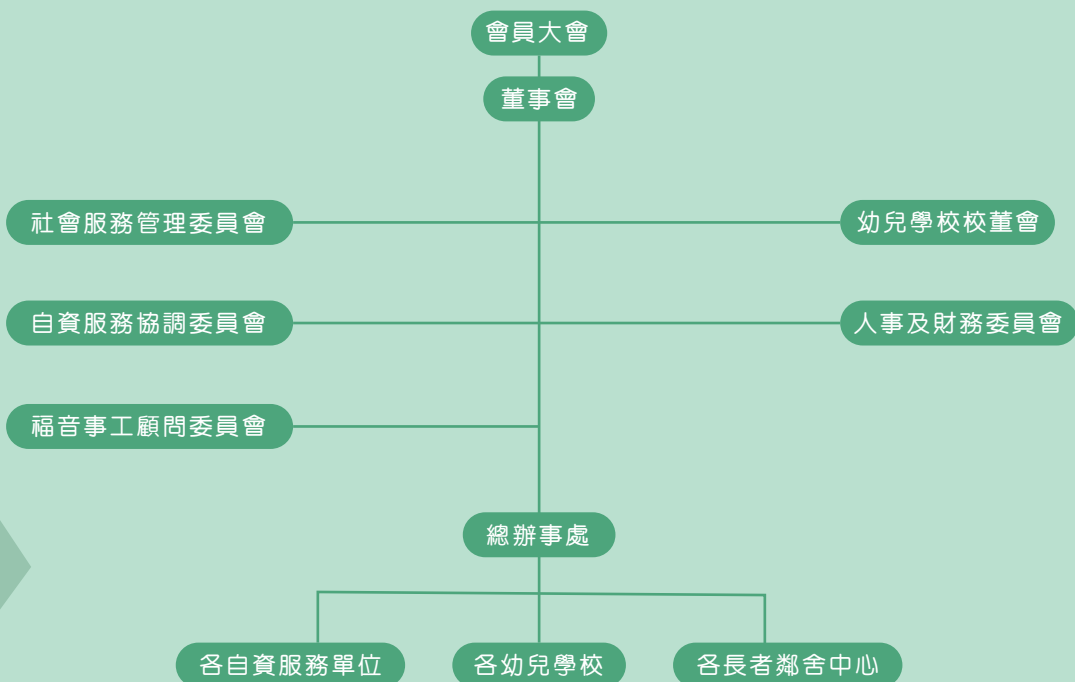 會員大會
董事會
社會服務管理委員會
幼兒學校校董會
自資服務協調委員會
人事及財務委員會
福音事工顧問委員會
總辦事處
各自資服務單位
各幼兒學校
各長者鄰舍中心